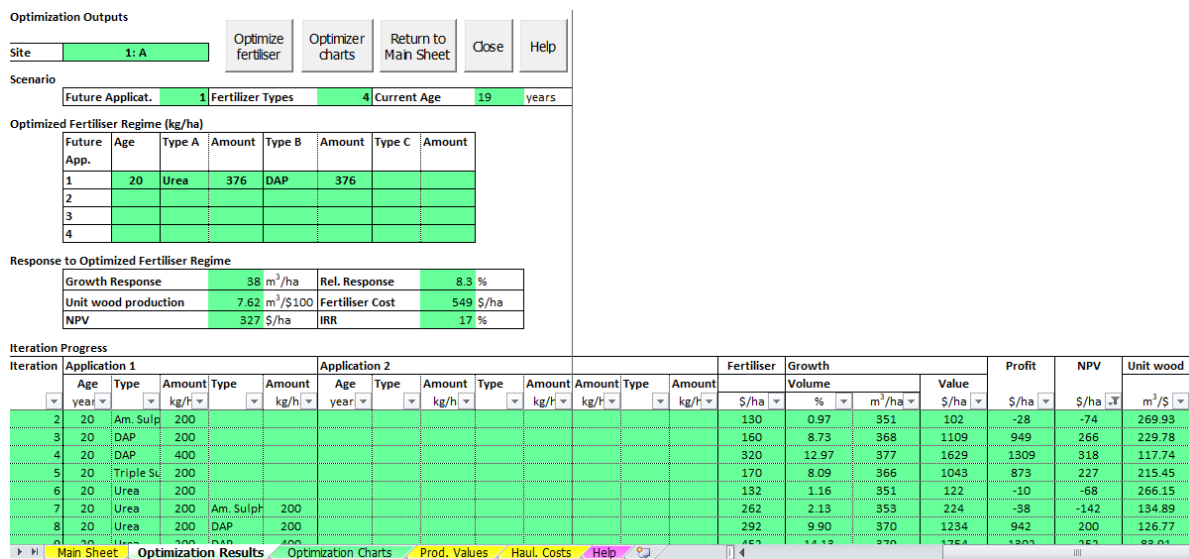 Optimization Outputs
Site 1: A
Optimize fertiliser
Optimizer charts
Return to Main Sheet
Close
Help
Scenario
Future Applicat. 1 Fertilizer Types 4 Current Age 19 years
Optimized Fertiliser Regime (kg/ha)
Future App. Age Type A Amount Type B Amount Type C Amount
1 20 Urea 376 DAP 376
2
3
4
Response to Optimized Fertiliser Regime
Growth Response 38 m³/ha Rel. Response 8.3 %
Unit wood production 7.62 m³/$100 Fertiliser Cost 549 $/ha
NPV 327 $/ha IRR 17 %
Iteration Progress
Iteration Application 1 Application 2 Fertiliser Growth Profit NPV Unit wood
Age Type Amount Type Amount Age Type Amount Type Amount Amount Type Amount Volume Value
year kg/h kg/h year kg/h kg/h kg/h kg/h $/ha % m³/ha $/ha $/ha $/ha m³/$
2 20 Am. Sulp 200 130 0.97 351 102 -28 -74 269.93
3 20 DAP 200 160 8.73 368 1109 949 266 229.78
4 20 DAP 400 320 12.97 377 1629 1309 318 117.74
5 20 Triple Su 200 170 8.09 366 1043 873 227 215.45
6 20 Urea 200 132 1.16 351 122 -10 -68 266.15
7 20 Urea 200 Am. Sulph 200 262 2.13 353 224 -38 -142 134.89
8 20 Urea 200 DAP 200 292 9.90 370 1234 942 200 126.77
Main Sheet Optimization Results Optimization Charts Prod. Values Haul. Costs Help